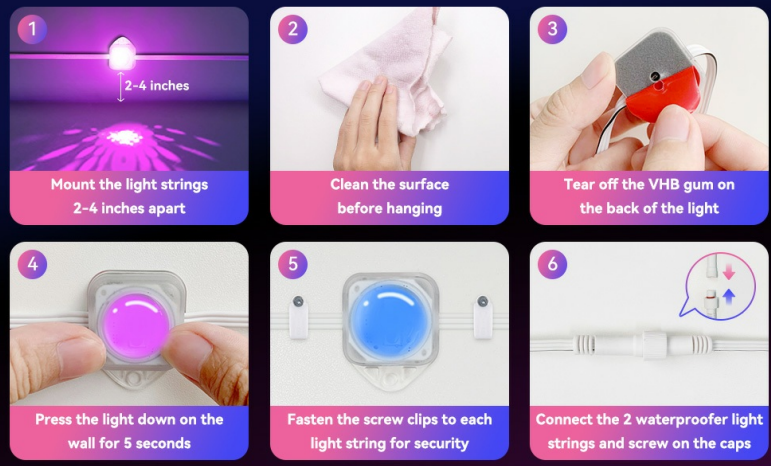 1
2-4 inches
Mount the light strings
2-4 inches apart
2
Clean the surface
before hanging
3
Tear off the VHB gum on
the back of the light
4
Press the light down on the
wall for 5 seconds
5
Fasten the screw clips to each
light string for security
6
Connect the 2 waterproofer light
strings and screw on the caps